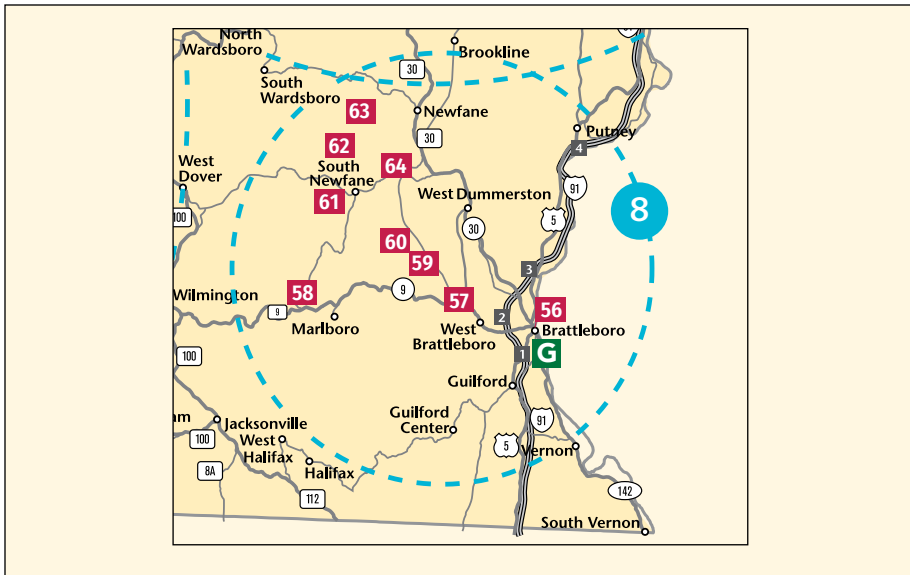 North
Wardsboro
Brookline
30
South
Wardsboro
63
Newfane
Putney
62
30
4
West
Dover
South
Newfane
64
91
61
West Dummerston
8
100
5
30
60
59
3
58
9
57
56
Wilmington
9
Marlboro
2
West
Brattleboro
Brattleboro
1
G
100
Guilford
am
Jacksonville
Guilford
Center
91
100
West
Halifax
5
Vernon
8A
Halifax
112
142
South Vernon